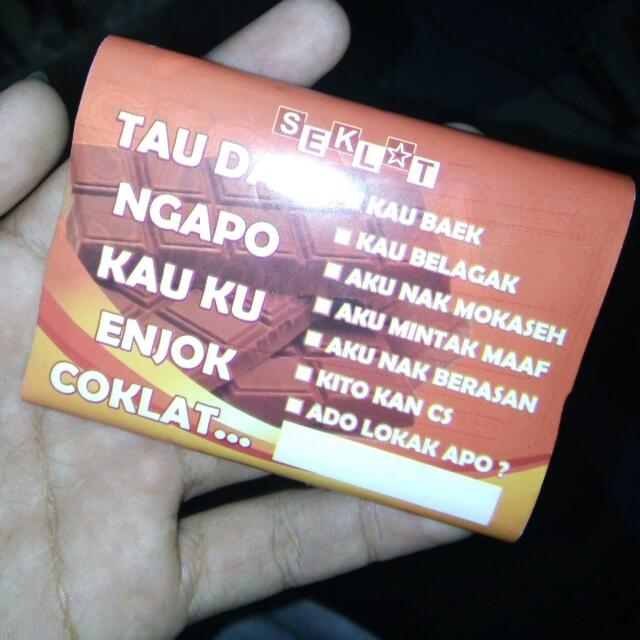 SEKL☆T
TAU
NGAPO
KAU KU
ENJOK
COKLAT...
KAU BAEK
KAU BELAGAK
AKU NAK MOKASEH
AKU MINTAK MAAF
AKU NAK BERASAN
KITO KAN CS
ADO LOKAK APO ?